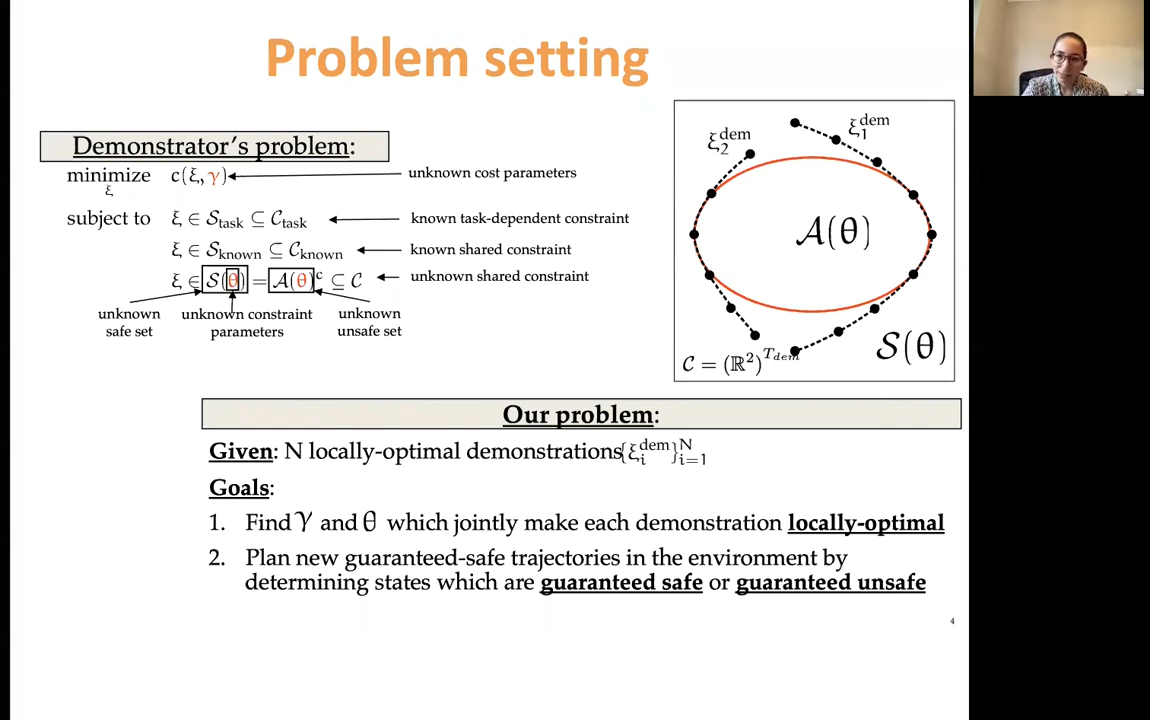 Problem setting
Demonstrator's problem:
minimize c(ξ, γ) unknown cost parameters
ξ
subject to ξ ∈ S_task ⊆ C_task known task-dependent constraint
ξ ∈ S_known ⊆ C_known known shared constraint
ξ ∈ S(θ) = A(θ)^c ⊆ C unknown shared constraint
unknown safe set
unknown constraint parameters
unknown unsafe set
ξ_2^dem
ξ_1^dem
A(θ)
S(θ)
C = (ℝ²)^T_dem
Our problem:
Given: N locally-optimal demonstrations {ξ_i^dem}_{i=1}^N
Goals:
1. Find γ and θ which jointly make each demonstration locally-optimal
2. Plan new guaranteed-safe trajectories in the environment by
determining states which are guaranteed safe or guaranteed unsafe
4